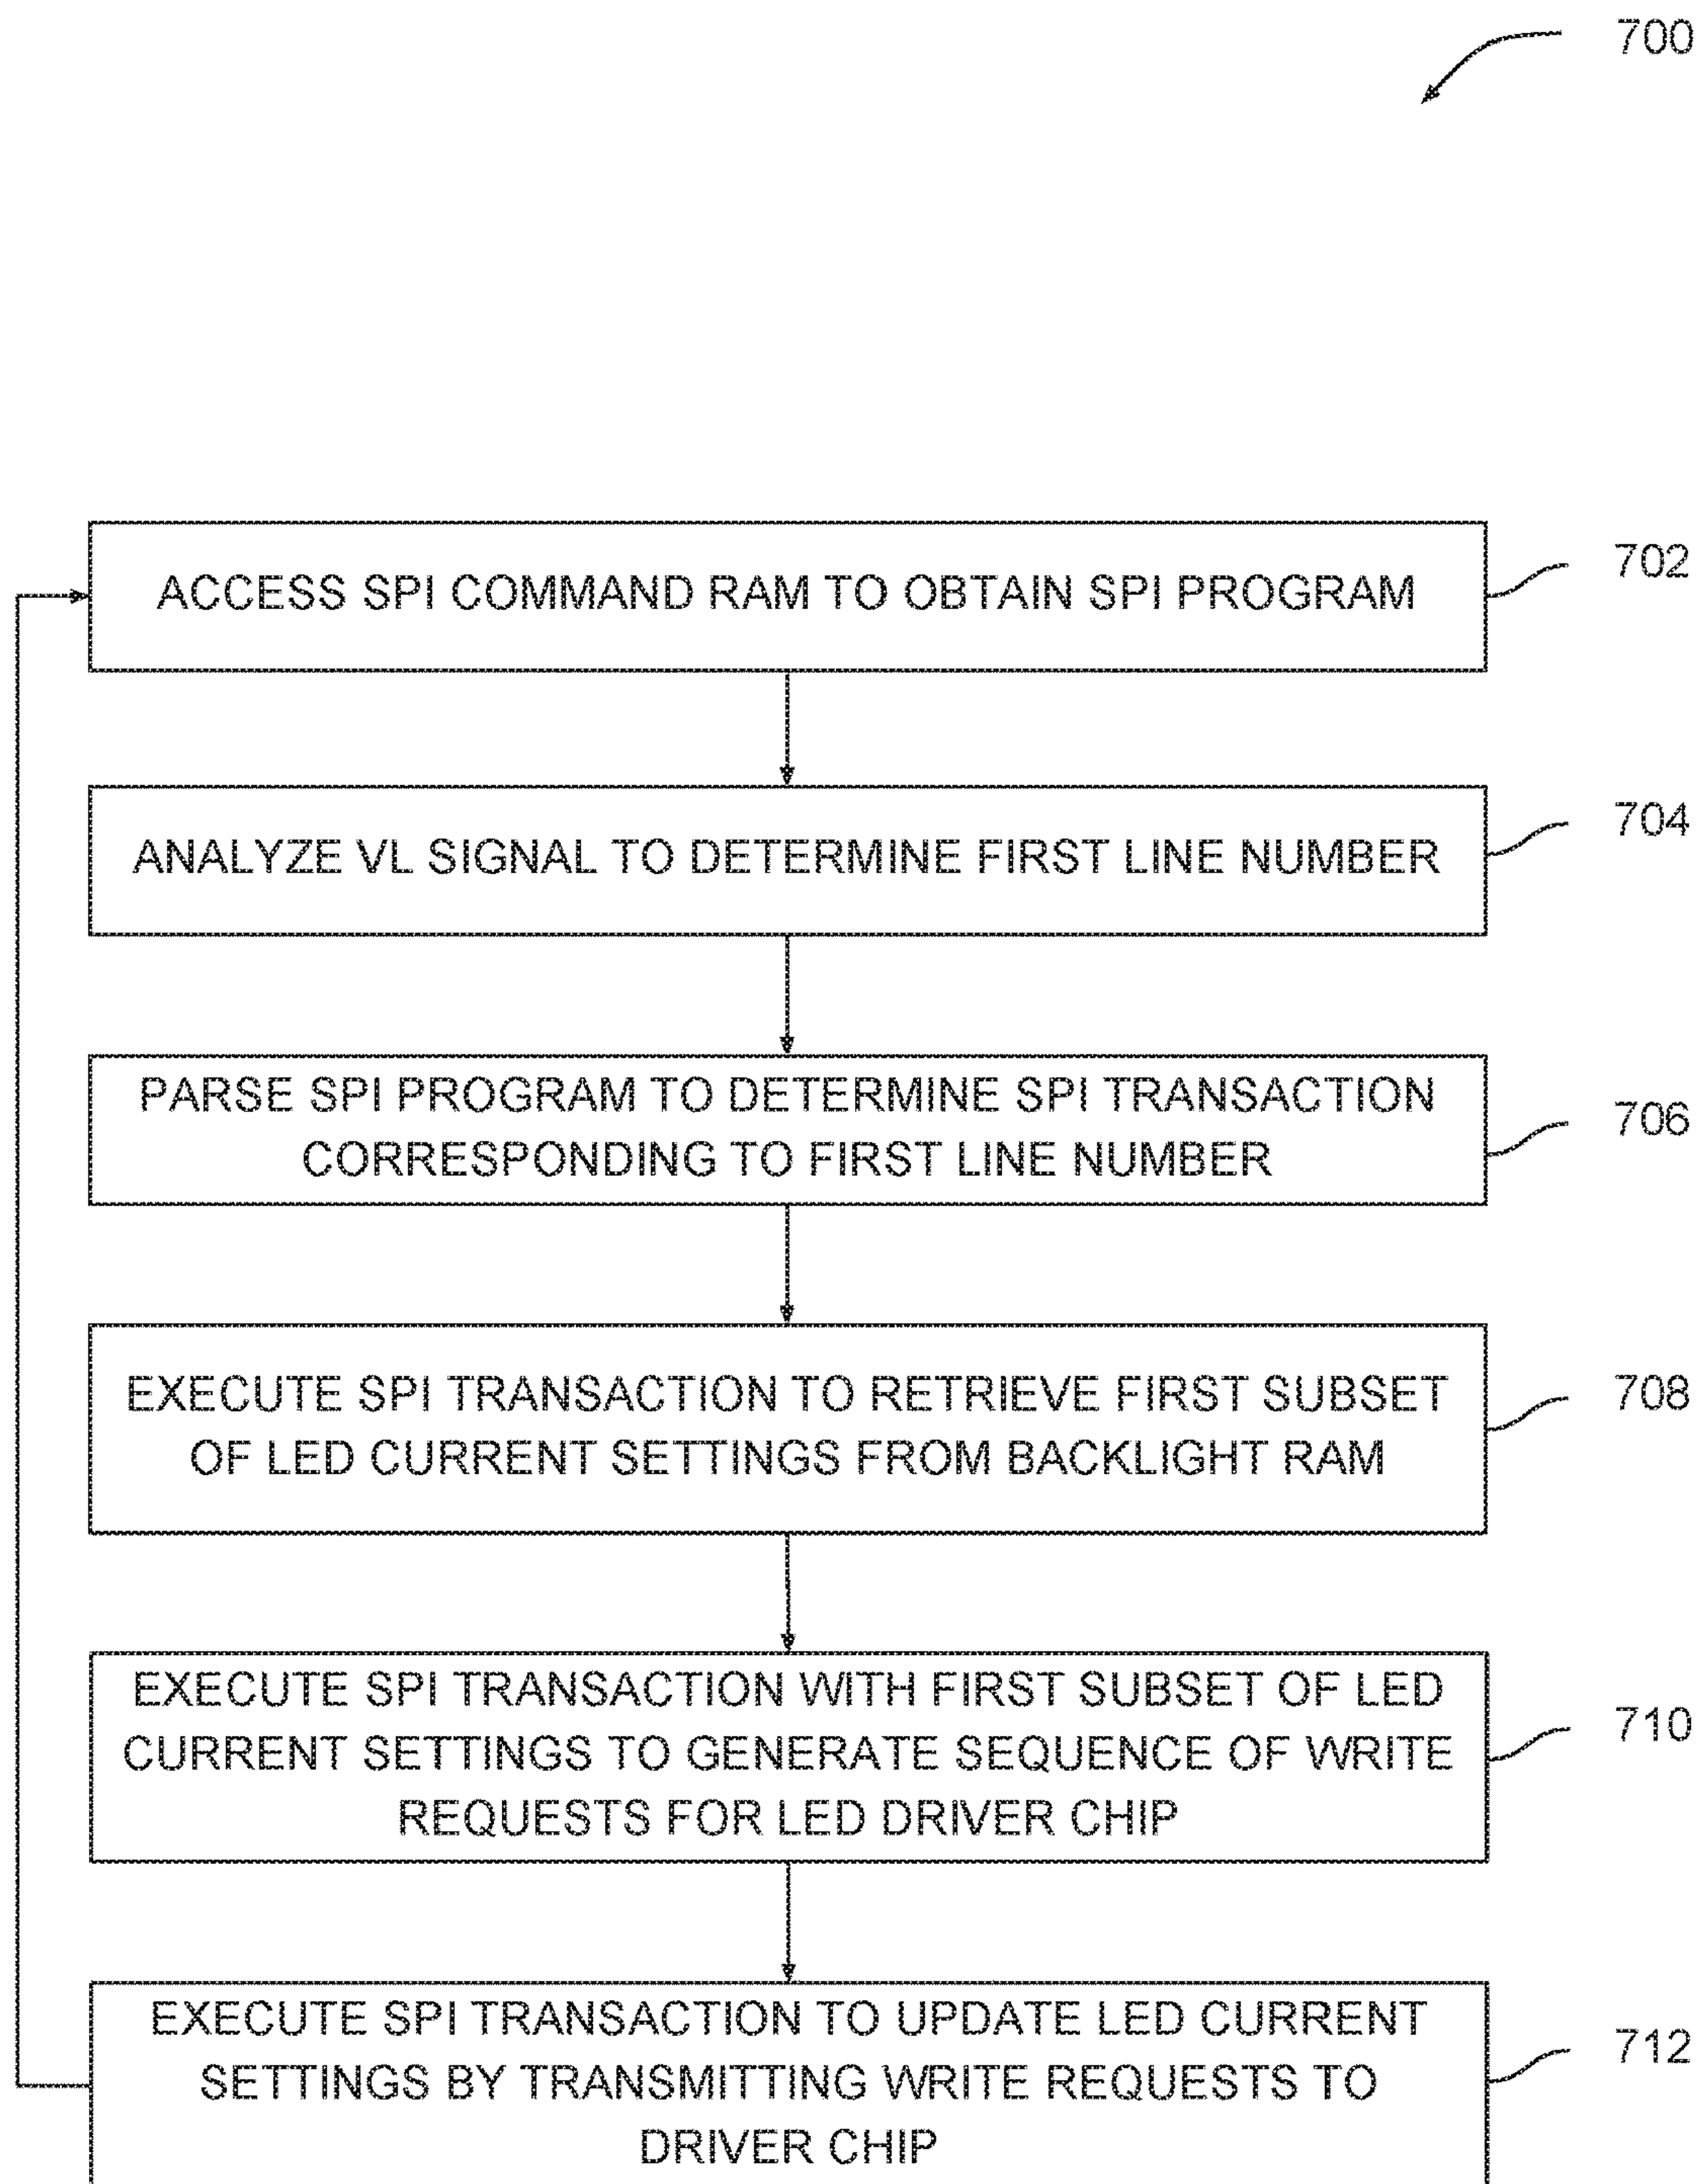 700
ACCESS SPI COMMAND RAM TO OBTAIN SPI PROGRAM
702
ANALYZE VL SIGNAL TO DETERMINE FIRST LINE NUMBER
704
PARSE SPI PROGRAM TO DETERMINE SPI TRANSACTION
CORRESPONDING TO FIRST LINE NUMBER
706
EXECUTE SPI TRANSACTION TO RETRIEVE FIRST SUBSET
OF LED CURRENT SETTINGS FROM BACKLIGHT RAM
708
EXECUTE SPI TRANSACTION WITH FIRST SUBSET OF LED
CURRENT SETTINGS TO GENERATE SEQUENCE OF WRITE
REQUESTS FOR LED DRIVER CHIP
710
EXECUTE SPI TRANSACTION TO UPDATE LED CURRENT
SETTINGS BY TRANSMITTING WRITE REQUESTS TO
DRIVER CHIP
712